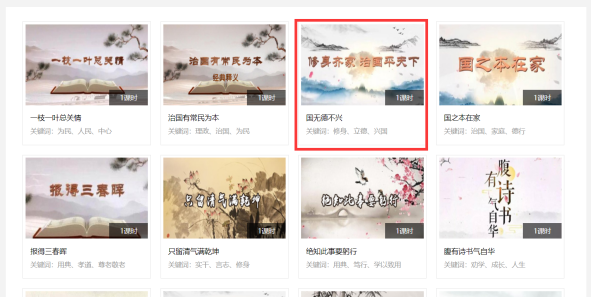 一枝一叶总关情
治国有常民为本
经典释义
修身齐家·治国平天下
国之本在家
1课时
1课时
1课时
1课时
一枝一叶总关情
治国有常民为本
国无德不兴
国之本在家
关键词：为民、人民、中心
关键词：理政、治国、为民
关键词：修身、立德、兴国
关键词：治国、家庭、德行
报得三春晖
只留清气满乾坤
绝知此事要躬行
腹有诗书气自华
1课时
1课时
1课时
1课时
报得三春晖
只留清气满乾坤
绝知此事要躬行
腹有诗书气自华
关键词：用典、孝道、尊老敬老
关键词：实干、言志、修身
关键词：用典、笃行、学以致用
关键词：劝学、成长、人生